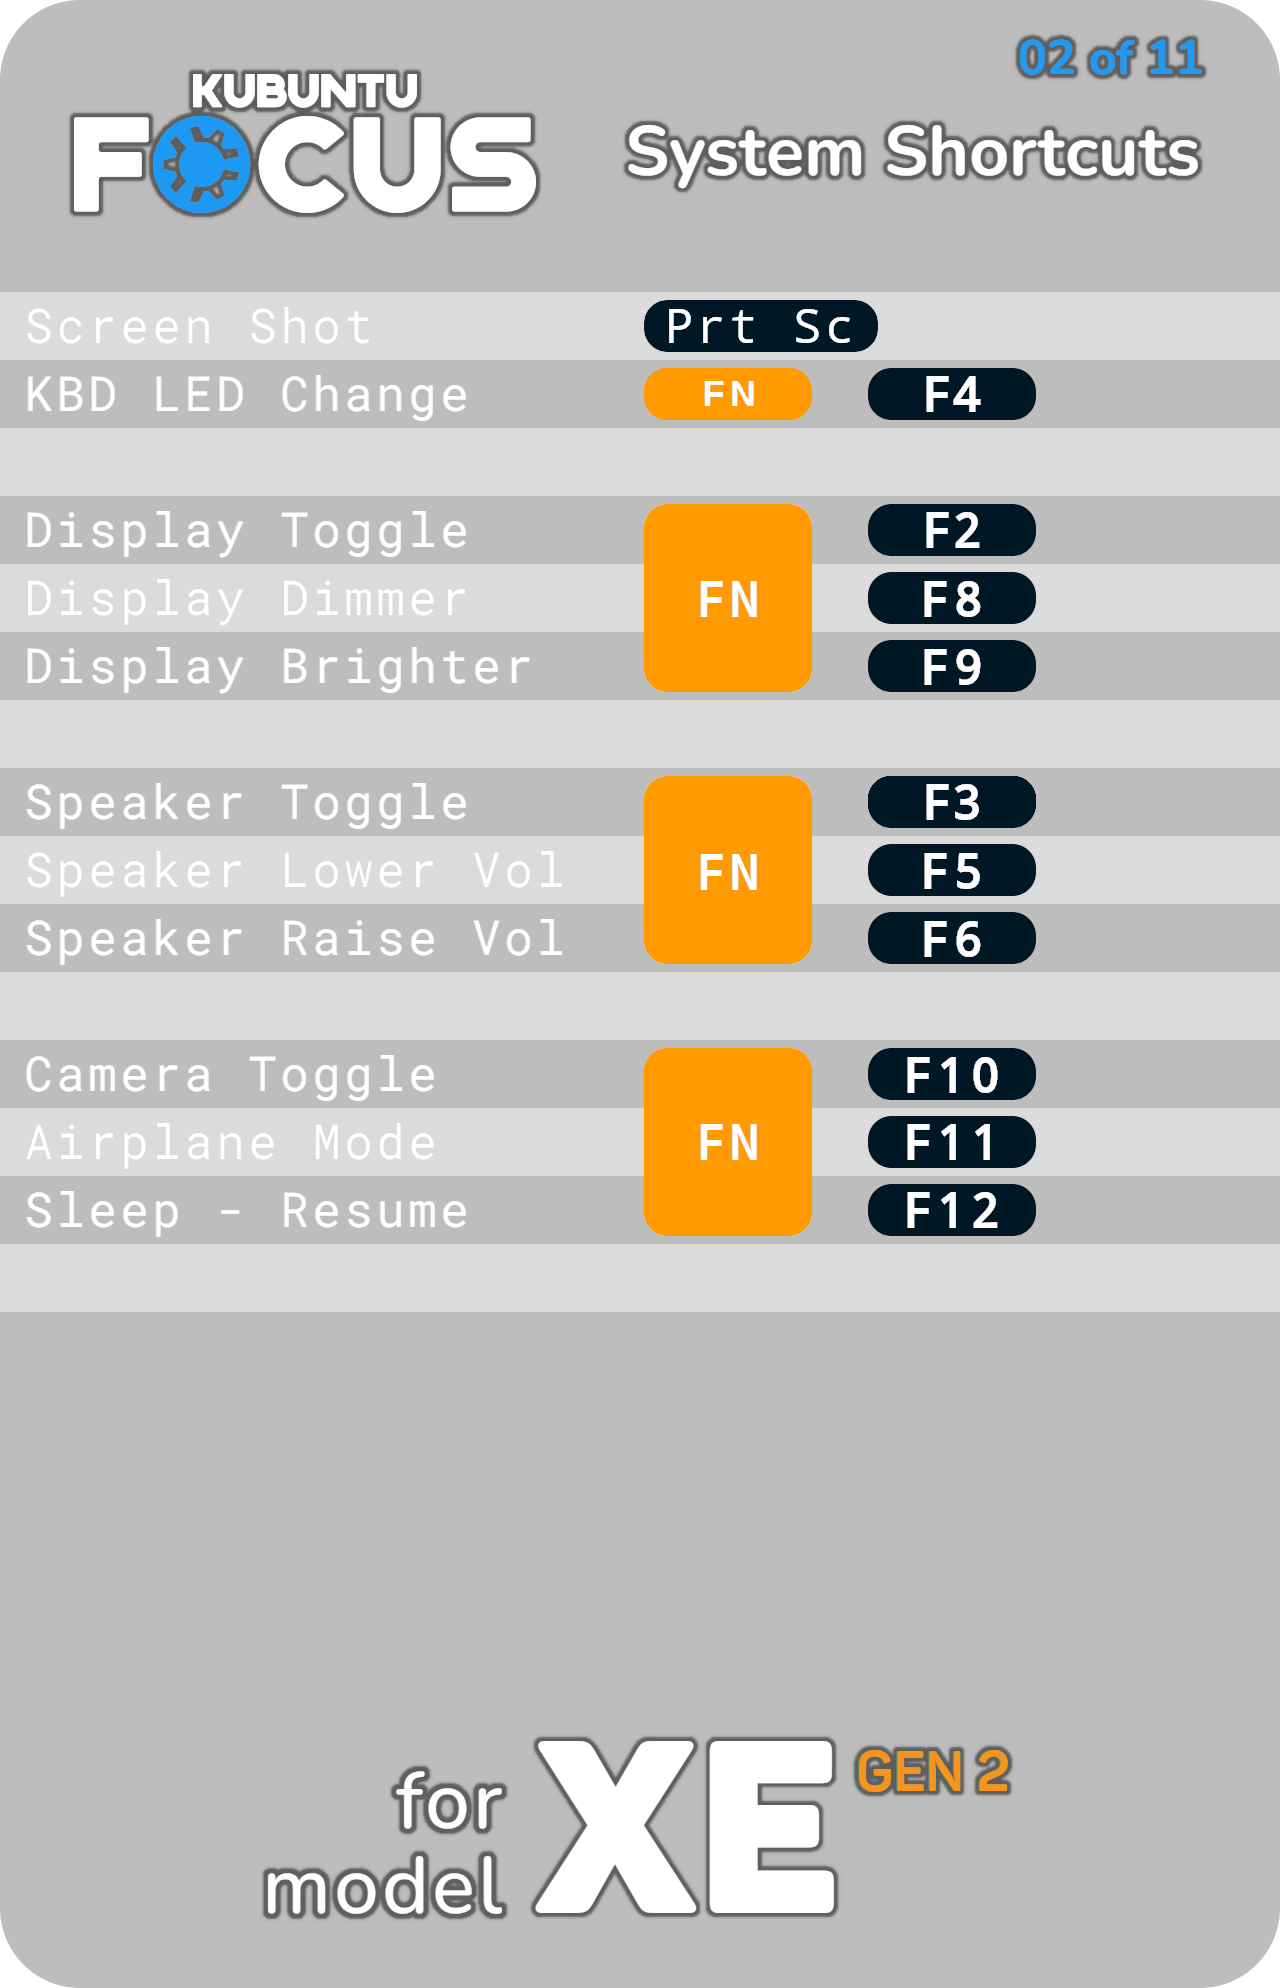 02 of 11
KUBUNTU
FOCUS
System Shortcuts
Screen Shot Prt Sc
KBD LED Change FN F4
Display Toggle F2
Display Dimmer FN F8
Display Brighter F9
Speaker Toggle F3
Speaker Lower Vol FN F5
Speaker Raise Vol F6
Camera Toggle F10
Airplane Mode FN F11
Sleep - Resume F12
for
model
XE GEN 2